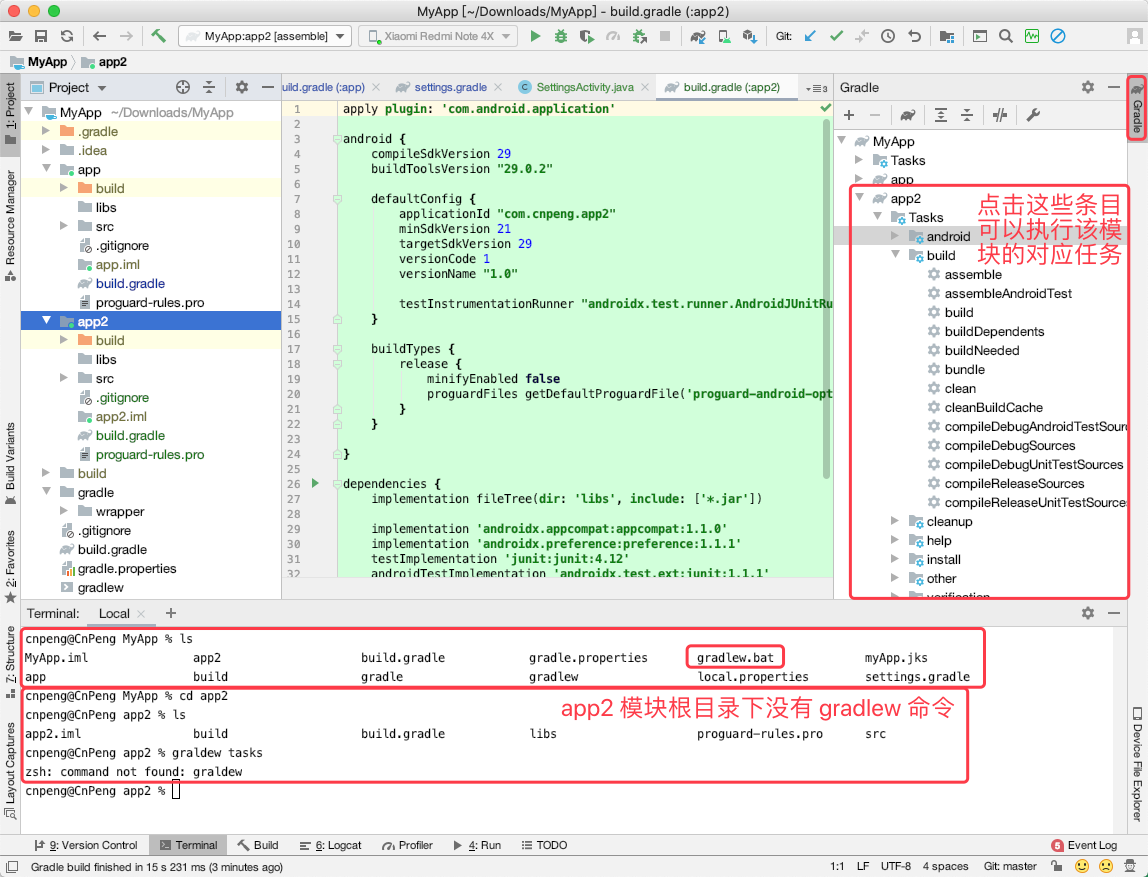 MyApp [~/Downloads/MyApp] - build.gradle (:app2)
MyApp:app2 [assemble]
Xiaomi Redmi Note 4X
Git:
MyApp
app2
1: Project
Resource Manager
Build Variants
2: Favorites
7: Structure
Layout Captures
Project
MyApp ~/Downloads/MyApp
.gradle
.idea
app
build
libs
src
.gitignore
app.iml
build.gradle
proguard-rules.pro
app2
build
libs
src
.gitignore
app2.iml
build.gradle
proguard-rules.pro
build
gradle
wrapper
.gitignore
build.gradle
gradle.properties
gradlew
uild.gradle (:app)
settings.gradle
SettingsActivity.java
build.gradle (:app2)
3
1 apply plugin: 'com.android.application'
2
3 android {
4 compileSdkVersion 29
5 buildToolsVersion "29.0.2"
6
7 defaultConfig {
8 applicationId "com.cnpeng.app2"
9 minSdkVersion 21
10 targetSdkVersion 29
11 versionCode 1
12 versionName "1.0"
13
14 testInstrumentationRunner "androidx.test.runner.AndroidJUnitRu
15 }
16
17 buildTypes {
18 release {
19 minifyEnabled false
20 proguardFiles getDefaultProguardFile('proguard-android-opt
21 }
22 }
23
24 }
25
26 dependencies {
27 implementation fileTree(dir: 'libs', include: ['*.jar'])
28
29 implementation 'androidx.appcompat:appcompat:1.1.0'
30 implementation 'androidx.preference:preference:1.1.1'
31 testImplementation 'junit:junit:4.12'
32 androidTestImplementation 'androidx.test.ext:junit:1.1.1'
Gradle
MyApp
Tasks
app
app2
Tasks
android
build
assemble
assembleAndroidTest
build
buildDependents
buildNeeded
bundle
clean
cleanBuildCache
compileDebugAndroidTestSourc
compileDebugSources
compileDebugUnitTestSources
compileReleaseSources
compileReleaseUnitTestSource
cleanup
help
install
other
verification
点击这些条目
可以执行该模
块的对应任务
Gradle
Device File Explorer
Terminal: Local
cnpeng@CnPeng MyApp % ls
MyApp.iml app2 build.gradle gradle.properties gradlew.bat myApp.jks
app build gradle gradlew local.properties settings.gradle
cnpeng@CnPeng MyApp % cd app2
cnpeng@CnPeng app2 % ls
app2 模块根目录下没有 gradlew 命令
app2.iml build build.gradle libs proguard-rules.pro src
cnpeng@CnPeng app2 % graldew tasks
zsh: command not found: graldew
cnpeng@CnPeng app2 %
9: Version Control
Terminal
Build
6: Logcat
Profiler
4: Run
TODO
5 Event Log
Gradle build finished in 15 s 231 ms (3 minutes ago)
1:1 LF UTF-8 4 spaces Git: master